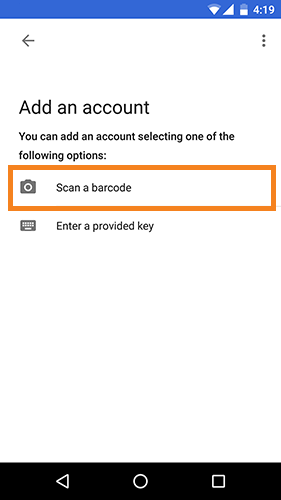 4:19
Add an account
You can add an account selecting one of the
following options:
Scan a barcode
Enter a provided key